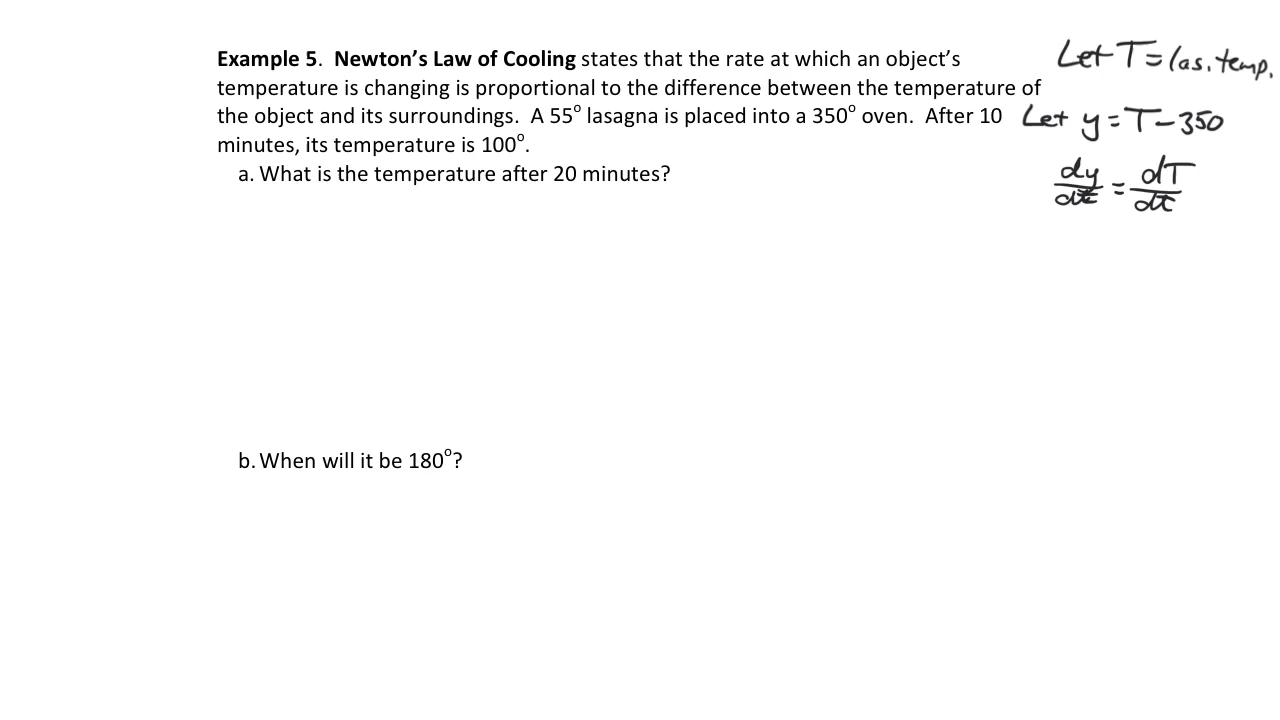 Example 5. Newton's Law of Cooling states that the rate at which an object's
temperature is changing is proportional to the difference between the temperature of
the object and its surroundings. A 55° lasagna is placed into a 350° oven. After 10
minutes, its temperature is 100°.
a. What is the temperature after 20 minutes?
b. When will it be 180°?
Let T = las. temp.
Let y = T - 350
dy/dt = dT/dt